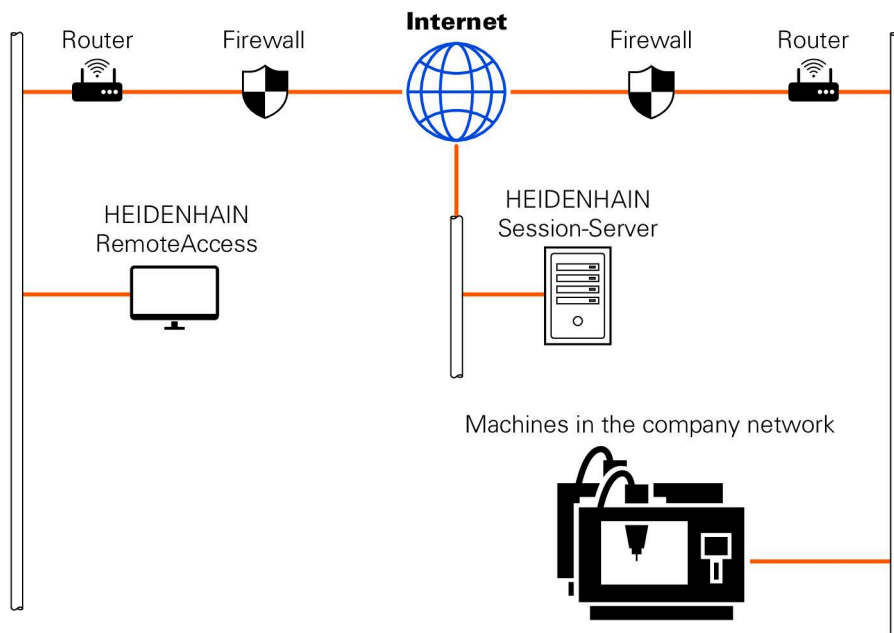 Internet
Router
Firewall
Firewall
Router
HEIDENHAIN
RemoteAccess
HEIDENHAIN
Session-Server
Machines in the company network